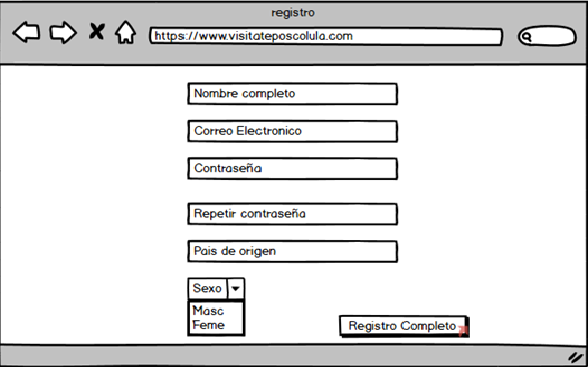 registro
https://www.visitateposcolula.com
Nombre completo
Correo Electronico
Contraseña
Repetir contraseña
Pais de origen
Sexo
Masc
Feme
Registro Completo